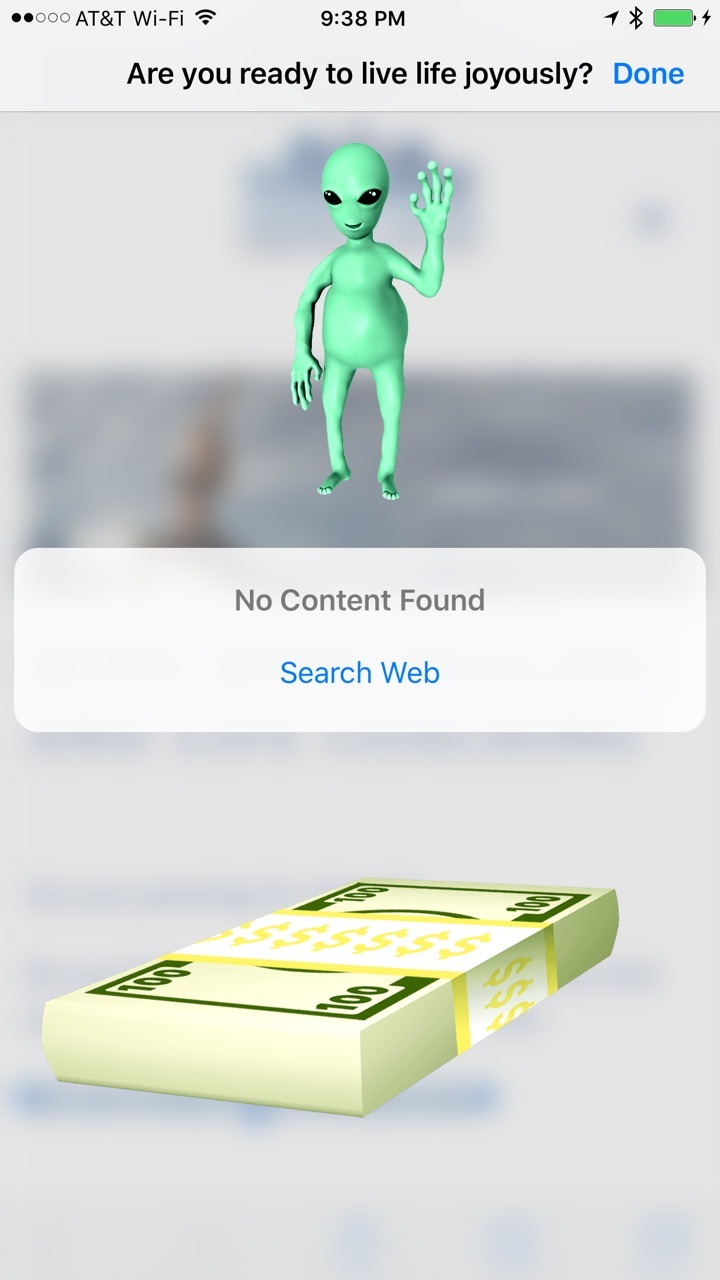 AT&T Wi-Fi 9:38 PM
Are you ready to live life joyously? Done
No Content Found
Search Web
100 100
$$$$$$$
100 100
$$$